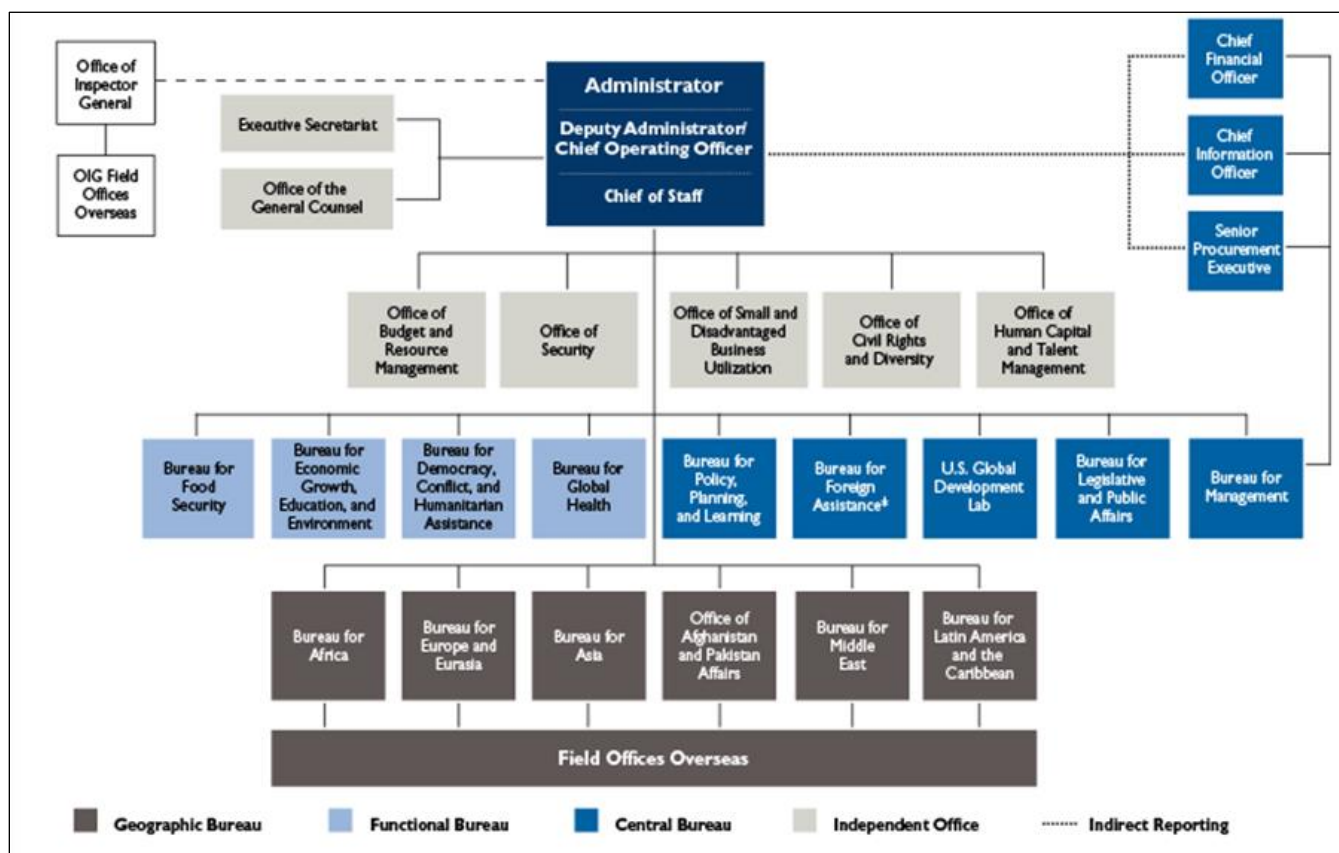 Office of
Inspector
General
OIG Field
Offices
Overseas
Executive Secretariat
Office of the
General Counsel
Administrator
Deputy Administrator/
Chief Operating Officer
Chief of Staff
Chief
Financial
Officer
Chief
Information
Officer
Senior
Procurement
Executive
Office of
Budget and
Resource
Management
Office of
Security
Office of Small and
Disadvantaged
Business
Utilization
Office of
Civil Rights
and Diversity
Office of
Human Capital
and Talent
Management
Bureau for
Food
Security
Bureau for
Economic
Growth,
Education, and
Environment
Bureau for
Democracy,
Conflict, and
Humanitarian
Assistance
Bureau for
Global
Health
Bureau for
Policy,
Planning,
and Learning
Bureau for
Foreign
Assistance*
U.S. Global
Development
Lab
Bureau for
Legislative
and Public
Affairs
Bureau for
Management
Bureau for
Africa
Bureau for
Europe and
Eurasia
Bureau for
Asia
Office of
Afghanistan
and Pakistan
Affairs
Bureau for
Middle
East
Bureau for
Latin America
and the
Caribbean
Field Offices Overseas
Geographic Bureau
Functional Bureau
Central Bureau
Independent Office
Indirect Reporting